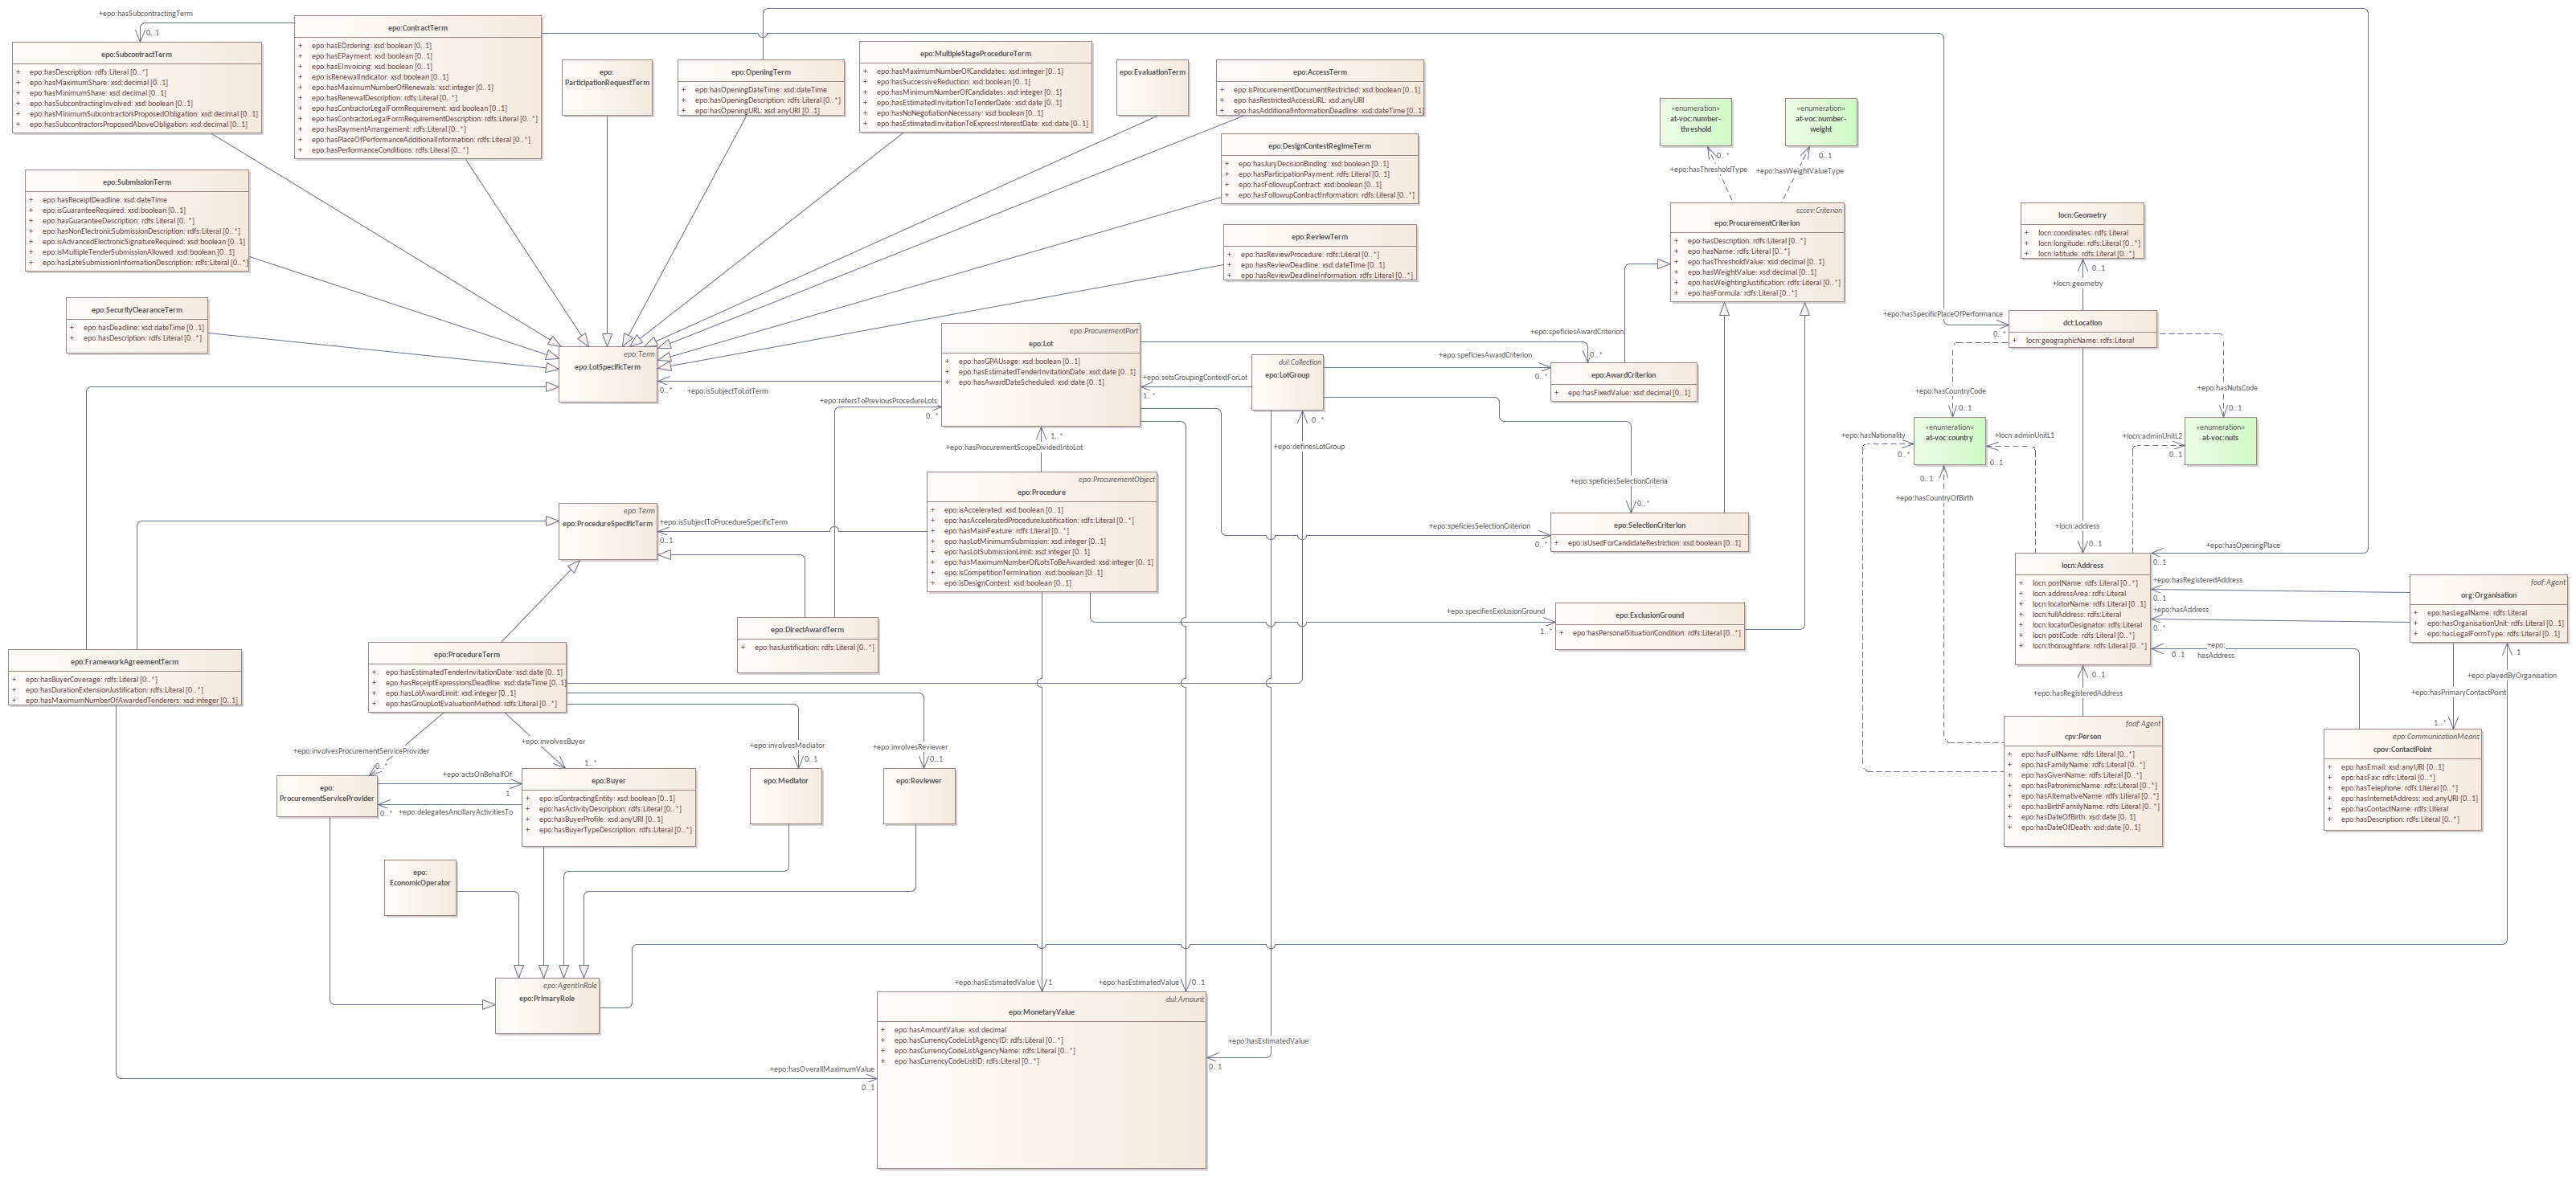 +epo:hasSubcontractingTerm
0..1
epo:SubcontractTerm
+ epo:hasDescription: rdfs:Literal [0..*]
+ epo:hasMaximumShare: xsd:decimal [0..1]
+ epo:hasMinimumShare: xsd:decimal [0..1]
+ epo:hasSubcontractingInvolved: xsd:boolean [0..1]
+ epo:hasMinimumSubcontractorsProposedObligation: xsd:decimal [0..1]
+ epo:hasSubcontractorsProposedAboveObligation: xsd:decimal [0..1]
epo:ContractTerm
+ epo:hasEOrdering: xsd:boolean [0..1]
+ epo:hasEPayment: xsd:boolean [0..1]
+ epo:hasEInvoicing: xsd:boolean [0..1]
+ epo:isRenewalIndicator: xsd:boolean [0..1]
+ epo:hasMaximumNumberOfRenewals: xsd:integer [0..1]
+ epo:hasRenewalDescription: rdfs:Literal [0..*]
+ epo:hasContractorLegalFormRequirement: xsd:boolean [0..1]
+ epo:hasContractorLegalFormRequirementDescription: rdfs:Literal [0..*]
+ epo:hasPaymentArrangement: rdfs:Literal [0..*]
+ epo:hasPlaceOfPerformanceAdditionalInformation: rdfs:Literal [0..*]
+ epo:hasPerformanceConditions: rdfs:Literal [0..*]
epo:
ParticipationRequestTerm
epo:OpeningTerm
+ epo:hasOpeningDateTime: xsd:dateTime
+ epo:hasOpeningDescription: rdfs:Literal [0..*]
+ epo:hasOpeningURL: xsd:anyURI [0..1]
epo:MultipleStageProcedureTerm
+ epo:hasMaximumNumberOfCandidates: xsd:integer [0..1]
+ epo:hasSuccessiveReduction: xsd:boolean [0..1]
+ epo:hasMinimumNumberOfCandidates: xsd:integer [0..1]
+ epo:hasEstimatedInvitationToTenderDate: xsd:date [0..1]
+ epo:hasNoNegotiationNecessary: xsd:boolean [0..1]
+ epo:hasEstimatedInvitationToExpressInterestDate: xsd:date [0..1]
epo:EvaluationTerm
epo:AccessTerm
+ epo:isProcurementDocumentRestricted: xsd:boolean [0..1]
+ epo:hasRestrictedAccessURL: xsd:anyURI
+ epo:hasAdditionalInformationDeadline: xsd:dateTime [0..1]
epo:DesignContestRegimeTerm
+ epo:hasJuryDecisionBinding: xsd:boolean [0..1]
+ epo:hasParticipationPayment: rdfs:Literal [0..*]
+ epo:hasFollowupContract: xsd:boolean [0..1]
+ epo:hasFollowupContractInformation: rdfs:Literal [0..*]
epo:ReviewTerm
+ epo:hasReviewProcedure: rdfs:Literal [0..*]
+ epo:hasReviewDeadline: xsd:dateTime [0..1]
+ epo:hasReviewDeadlineInformation: rdfs:Literal [0..*]
epo:SubmissionTerm
+ epo:hasReceiptDeadline: xsd:dateTime
+ epo:isGuaranteeRequired: xsd:boolean [0..1]
+ epo:hasGuaranteeDescription: rdfs:Literal [0..*]
+ epo:hasNonElectronicSubmissionDescription: rdfs:Literal [0..*]
+ epo:isAdvancedElectronicSignatureRequired: xsd:boolean [0..1]
+ epo:isMultipleTenderSubmissionAllowed: xsd:boolean [0..1]
+ epo:hasLateSubmissionInformationDescription: rdfs:Literal [0..*]
epo:SecurityClearanceTerm
+ epo:hasDeadline: xsd:dateTime [0..1]
+ epo:hasDescription: rdfs:Literal [0..*]
epo:Term
epo:LotSpecificTerm
0..*
+epo:isSubjectToLotTerm
epo:ProcurementPart
epo:Lot
+ epo:hasGPAUsage: xsd:boolean [0..1]
+ epo:hasEstimatedTenderInvitationDate: xsd:date [0..1]
+ epo:hasAwardDateScheduled: xsd:date [0..1]
+epo:refersToPreviousProcedureLots
0..*
+epo:setsGroupingContextForLot
1..*
dul:Collection
epo:LotGroup
0..*
+epo:definesLotGroup
+epo:speficiesAwardCriterion
0..*
+epo:speficiesAwardCriterion
0..*
epo:AwardCriterion
+ epo:hasFixedValue: xsd:decimal [0..1]
«enumeration»
at-voc:number-
threshold
«enumeration»
at-voc:number-
weight
0..*
+epo:hasThresholdType
0..1
+epo:hasWeightValueType
cccev:Criterion
epo:ProcurementCriterion
+ epo:hasDescription: rdfs:Literal [0..*]
+ epo:hasName: rdfs:Literal [0..*]
+ epo:hasThresholdValue: xsd:decimal [0..1]
+ epo:hasWeightValue: xsd:decimal [0..1]
+ epo:hasWeightingJustification: rdfs:Literal [0..*]
+ epo:hasFormula: rdfs:Literal [0..*]
locn:Geometry
+ locn:coordinates: rdfs:Literal
+ locn:longitude: rdfs:Literal [0..*]
+ locn:latitude: rdfs:Literal [0..*]
0..1
+locn:geometry
+epo:hasSpecificPlaceOfPerformance
0..*
dct:Location
+ locn:geographicName: rdfs:Literal
+epo:hasCountryCode
0..1
+epo:hasNutsCode
0..1
«enumeration»
at-voc:country
«enumeration»
at-voc:nuts
+epo:hasNationality
0..*
+locn:adminUnitL1
0..1
+locn:adminUnitL2
0..1
0..1
+epo:hasCountryOfBirth
+epo:hasProcurementScopeDividedIntoLot
1..*
epo:ProcurementObject
epo:Procedure
+ epo:isAccelerated: xsd:boolean [0..1]
+ epo:hasAcceleratedProcedureJustification: rdfs:Literal [0..*]
+ epo:hasMainFeature: rdfs:Literal [0..*]
+ epo:hasLotMinimumSubmission: xsd:integer [0..1]
+ epo:hasLotSubmissionLimit: xsd:integer [0..1]
+ epo:hasMaximumNumberOfLotsToBeAwarded: xsd:integer [0..1]
+ epo:isCompetitionTermination: xsd:boolean [0..1]
+ epo:isDesignContest: xsd:boolean [0..1]
epo:Term
epo:ProcedureSpecificTerm
+epo:isSubjectToProcedureSpecificTerm
0..1
+epo:speficiesSelectionCriteria
0..*
+epo:speficiesSelectionCriterion
0..*
epo:SelectionCriterion
+ epo:isUsedForCandidateRestriction: xsd:boolean [0..1]
+epo:specifiesExclusionGround
1..*
epo:ExclusionGround
+ epo:hasPersonalSituationCondition: rdfs:Literal [0..*]
+locn:address
0..1
+epo:hasOpeningPlace
0..1
locn:Address
+ locn:postName: rdfs:Literal [0..*]
+ locn:addressArea: rdfs:Literal
+ locn:locatorName: rdfs:Literal [0..1]
+ locn:fullAddress: rdfs:Literal
+ locn:locatorDesignator: rdfs:Literal
+ locn:postCode: rdfs:Literal [0..*]
+ locn:thoroughfare: rdfs:Literal [0..*]
+epo:hasRegisteredAddress
0..1
+epo:hasAddress
0..*
+epo:
hasAddress
0..1
foaf:Agent
org:Organisation
+ epo:hasLegalName: rdfs:Literal
+ epo:hasOrganisationUnit: rdfs:Literal [0..1]
+ epo:hasLegalFormType: rdfs:Literal [0..1]
1
+epo:playedByOrganisation
+epo:hasPrimaryContactPoint
1..*
0..1
+epo:hasRegisteredAddress
foaf:Agent
cpv:Person
+ epo:hasFullName: rdfs:Literal [0..*]
+ epo:hasFamilyName: rdfs:Literal [0..*]
+ epo:hasGivenName: rdfs:Literal [0..*]
+ epo:hasPatronimicName: rdfs:Literal [0..*]
+ epo:hasAlternativeName: rdfs:Literal [0..*]
+ epo:hasBirthFamilyName: rdfs:Literal [0..*]
+ epo:hasDateOfBirth: xsd:date [0..1]
+ epo:hasDateOfDeath: xsd:date [0..1]
epo:CommunicationMeans
cpov:ContactPoint
+ epo:hasEmail: xsd:anyURI [0..1]
+ epo:hasFax: rdfs:Literal [0..*]
+ epo:hasTelephone: rdfs:Literal [0..*]
+ epo:hasInternetAddress: xsd:anyURI [0..1]
+ epo:hasContactName: rdfs:Literal
+ epo:hasDescription: rdfs:Literal [0..*]
epo:DirectAwardTerm
+ epo:hasJustification: rdfs:Literal [0..*]
epo:FrameworkAgreementTerm
+ epo:hasBuyerCoverage: rdfs:Literal [0..*]
+ epo:hasDurationExtensionJustification: rdfs:Literal [0..*]
+ epo:hasMaximumNumberOfAwardedTenderers: xsd:integer [0..1]
epo:ProcedureTerm
+ epo:hasEstimatedTenderInvitationDate: xsd:date [0..1]
+ epo:hasReceiptExpressionsDeadline: xsd:dateTime [0..1]
+ epo:hasLotAwardLimit: xsd:integer [0..1]
+ epo:hasGroupLotEvaluationMethod: rdfs:Literal [0..*]
+epo:involvesProcurementServiceProvider
0..*
+epo:involvesBuyer
1..*
+epo:involvesMediator
0..1
+epo:involvesReviewer
0..1
epo:
ProcurementServiceProvider
+epo:actsOnBehalfOf
1
0..*
+epo:delegatesAncillaryActivitiesTo
epo:Buyer
+ epo:isContractingEntity: xsd:boolean [0..1]
+ epo:hasActivityDescription: rdfs:Literal [0..*]
+ epo:hasBuyerProfile: xsd:anyURI [0..1]
+ epo:hasBuyerTypeDescription: rdfs:Literal [0..*]
epo:Mediator
epo:Reviewer
epo:
EconomicOperator
epo:AgentInRole
epo:PrimaryRole
+epo:hasEstimatedValue
1
+epo:hasEstimatedValue
0..1
dul:Amount
epo:MonetaryValue
+ epo:hasAmountValue: xsd:decimal
+ epo:hasCurrencyCodeListAgencyID: rdfs:Literal [0..*]
+ epo:hasCurrencyCodeListAgencyName: rdfs:Literal [0..*]
+ epo:hasCurrencyCodeListID: rdfs:Literal [0..*]
+epo:hasEstimatedValue
0..1
+epo:hasOverallMaximumValue
0..1